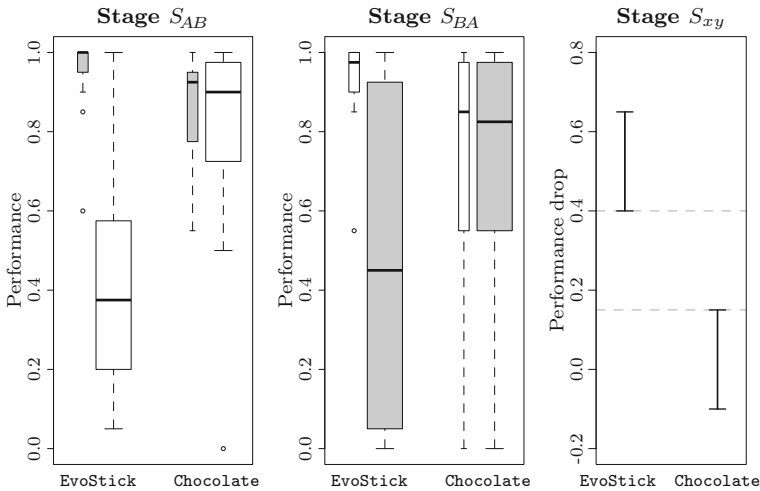 Stage S_AB
Stage S_BA
Stage S_xy
Performance
1.0
0.8
0.6
0.4
0.2
0.0
EvoStick
Chocolate
Performance
1.0
0.8
0.6
0.4
0.2
0.0
EvoStick
Chocolate
Performance drop
0.8
0.6
0.4
0.2
0.0
-0.2
EvoStick
Chocolate